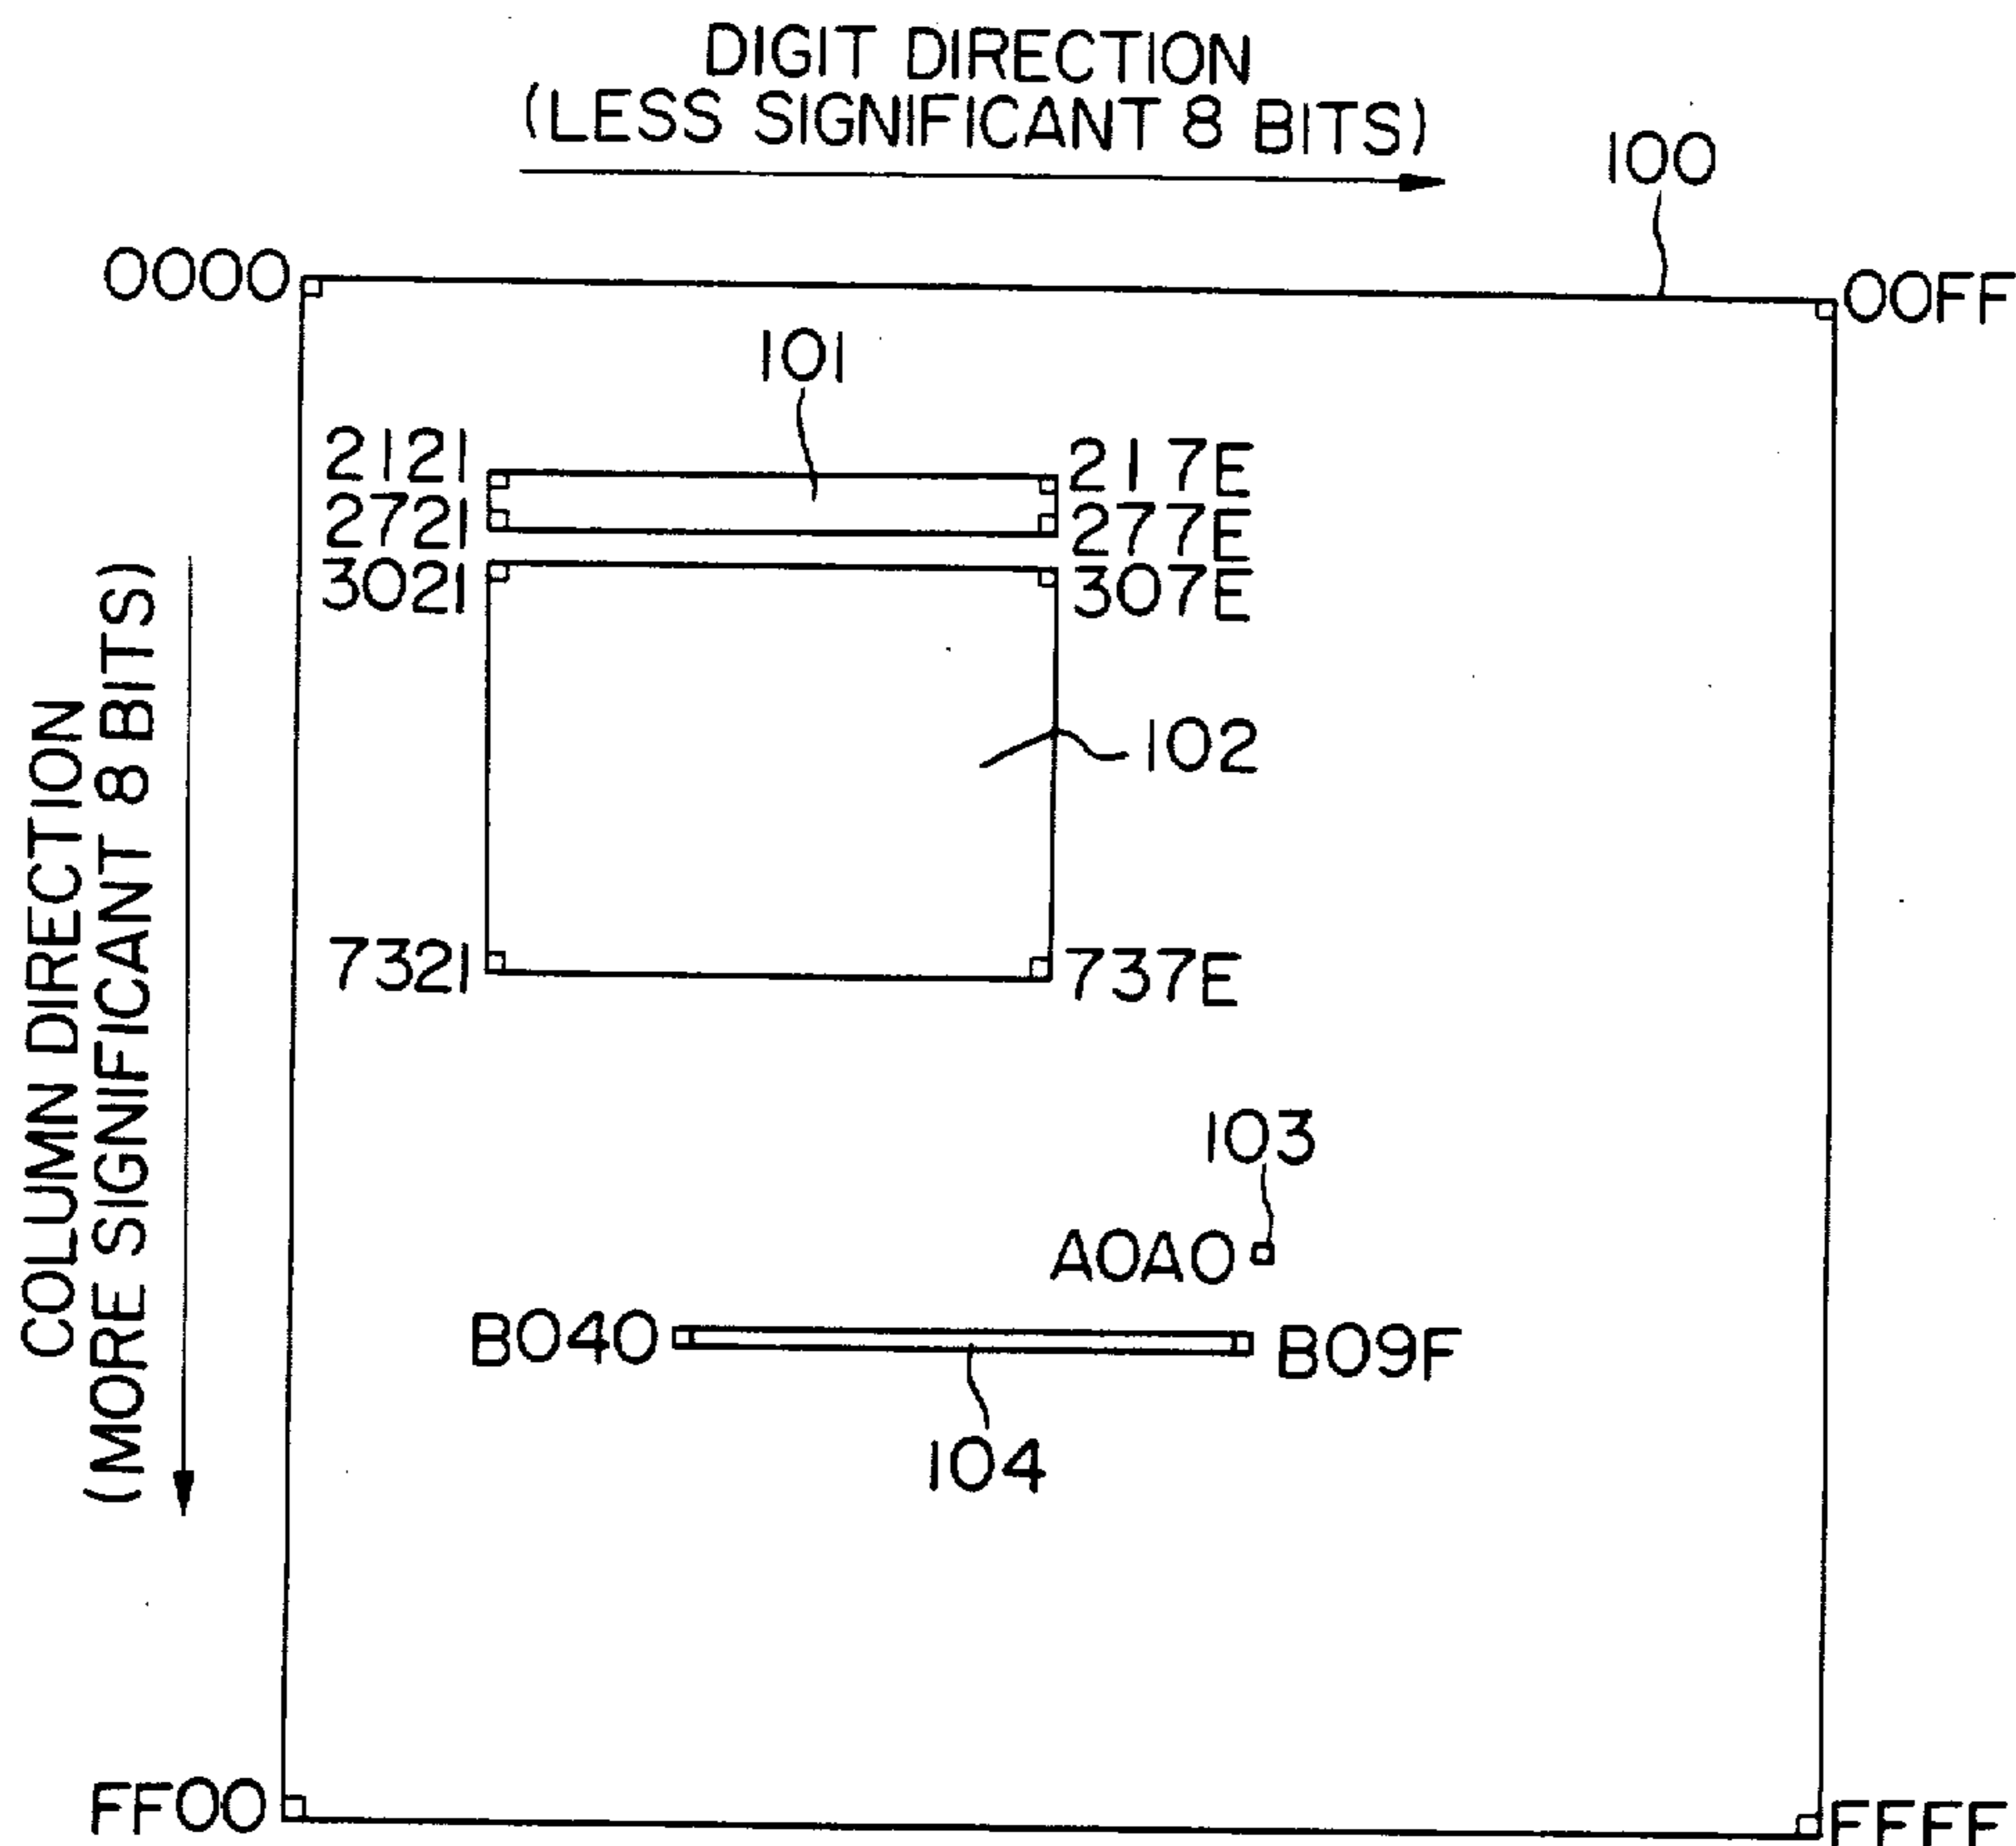 DIGIT DIRECTION
(LESS SIGNIFICANT 8 BITS)
100
0000
00FF
101
2121
217E
2721
277E
3021
307E
COLUMN DIRECTION
(MORE SIGNIFICANT 8 BITS)
102
7321
737E
103
A0A0
B040
B09F
104
FF00
FFFF